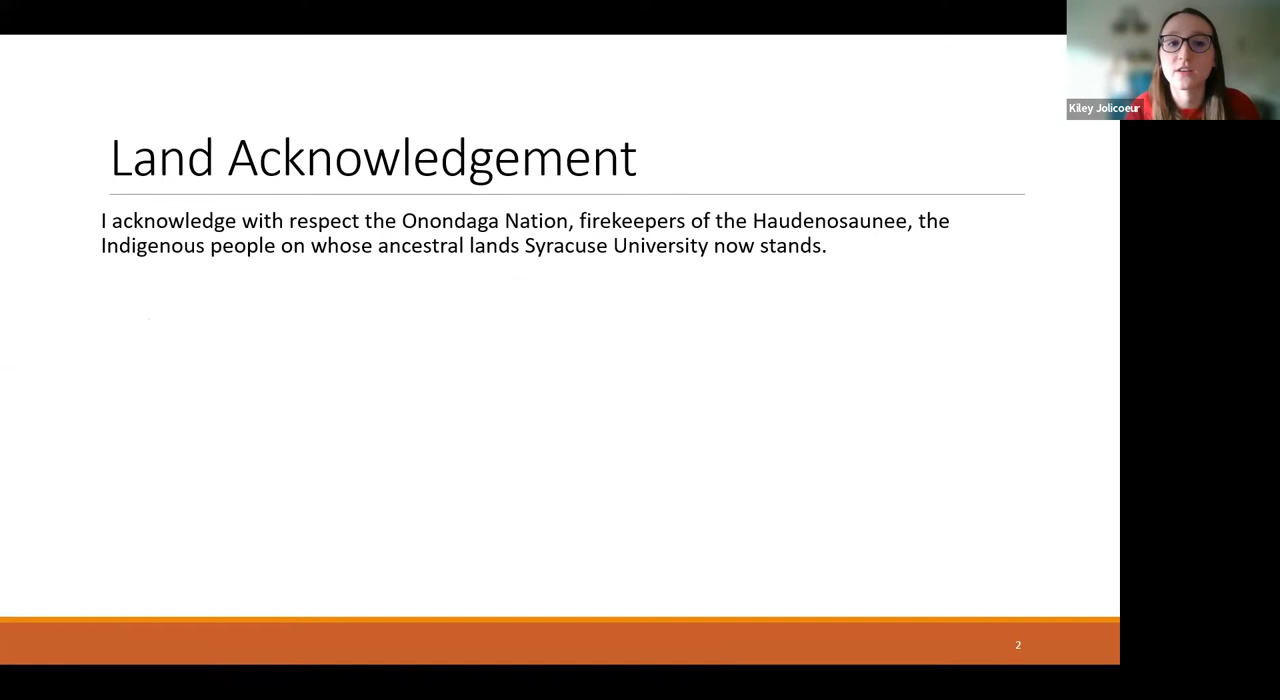 Kiley Jolicoeur
Land Acknowledgement
I acknowledge with respect the Onondaga Nation, firekeepers of the Haudenosaunee, the
Indigenous people on whose ancestral lands Syracuse University now stands.
2